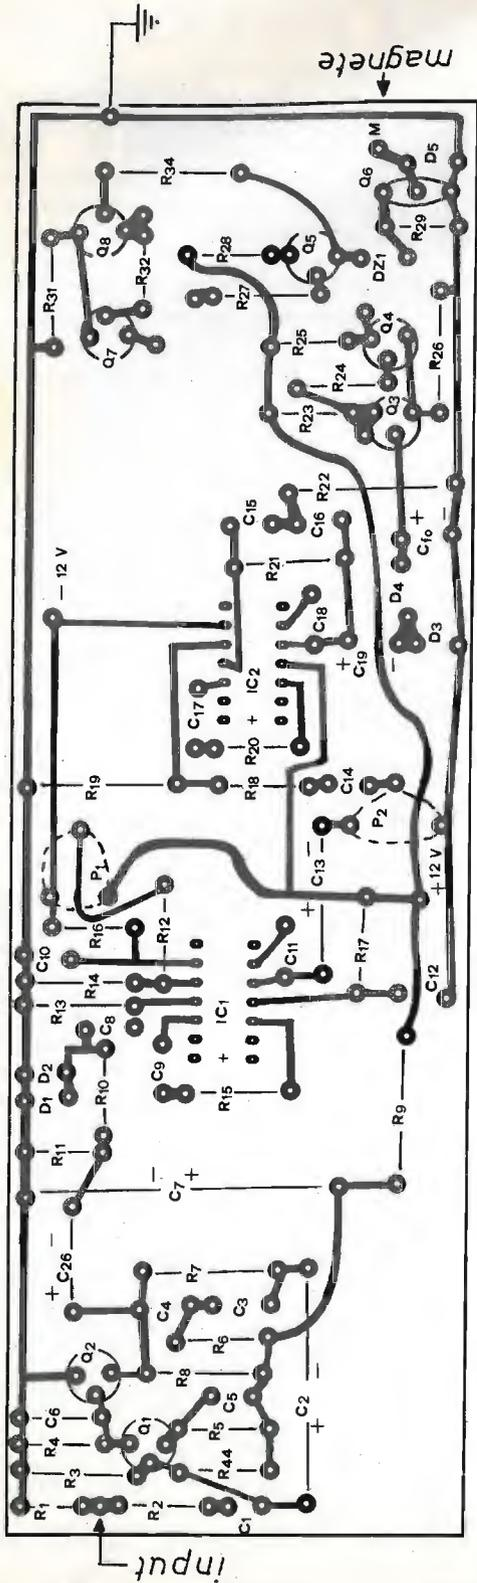 magnete
R34
M
D5
Q6
R29
Q8
R31
R32
R28
Q5
DZ1
R27
Q7
R25
Q4
R24
R26
R23
Q3
R22
C15
C16
+
Cfo
-
R21
- 12 V
C18
D4
C17
IC2
C19
+
-
D3
+
R20
R19
R18
C14
P2
P1
C13
+ 12 V
-
+
R16
R12
C10
R14
C11
R17
R13
IC1
C12
C8
C9
D2
+
R10
D1
R15
R11
R9
-
C7
+
-
C26
+
R7
C4
C3
R6
Q2
R8
-
C6
C5
C2
R4
Q1
R5
+
R3
R44
R1
R2
C1
input